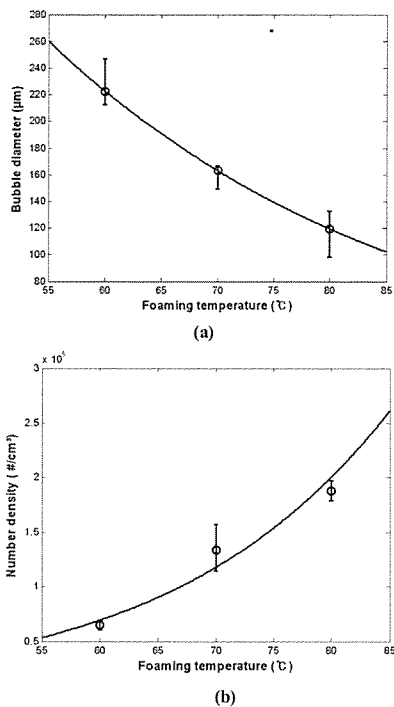 280
260
240
220
200
180
160
140
120
100
80
Bubble diameter (μm)
55 60 65 70 75 80 85
Foaming temperature (℃)
(a)
x 10⁵
3
2.5
2
1.5
1
0.5
Number density ( #/cm³)
55 60 65 70 75 80 85
Foaming temperature (℃)
(b)